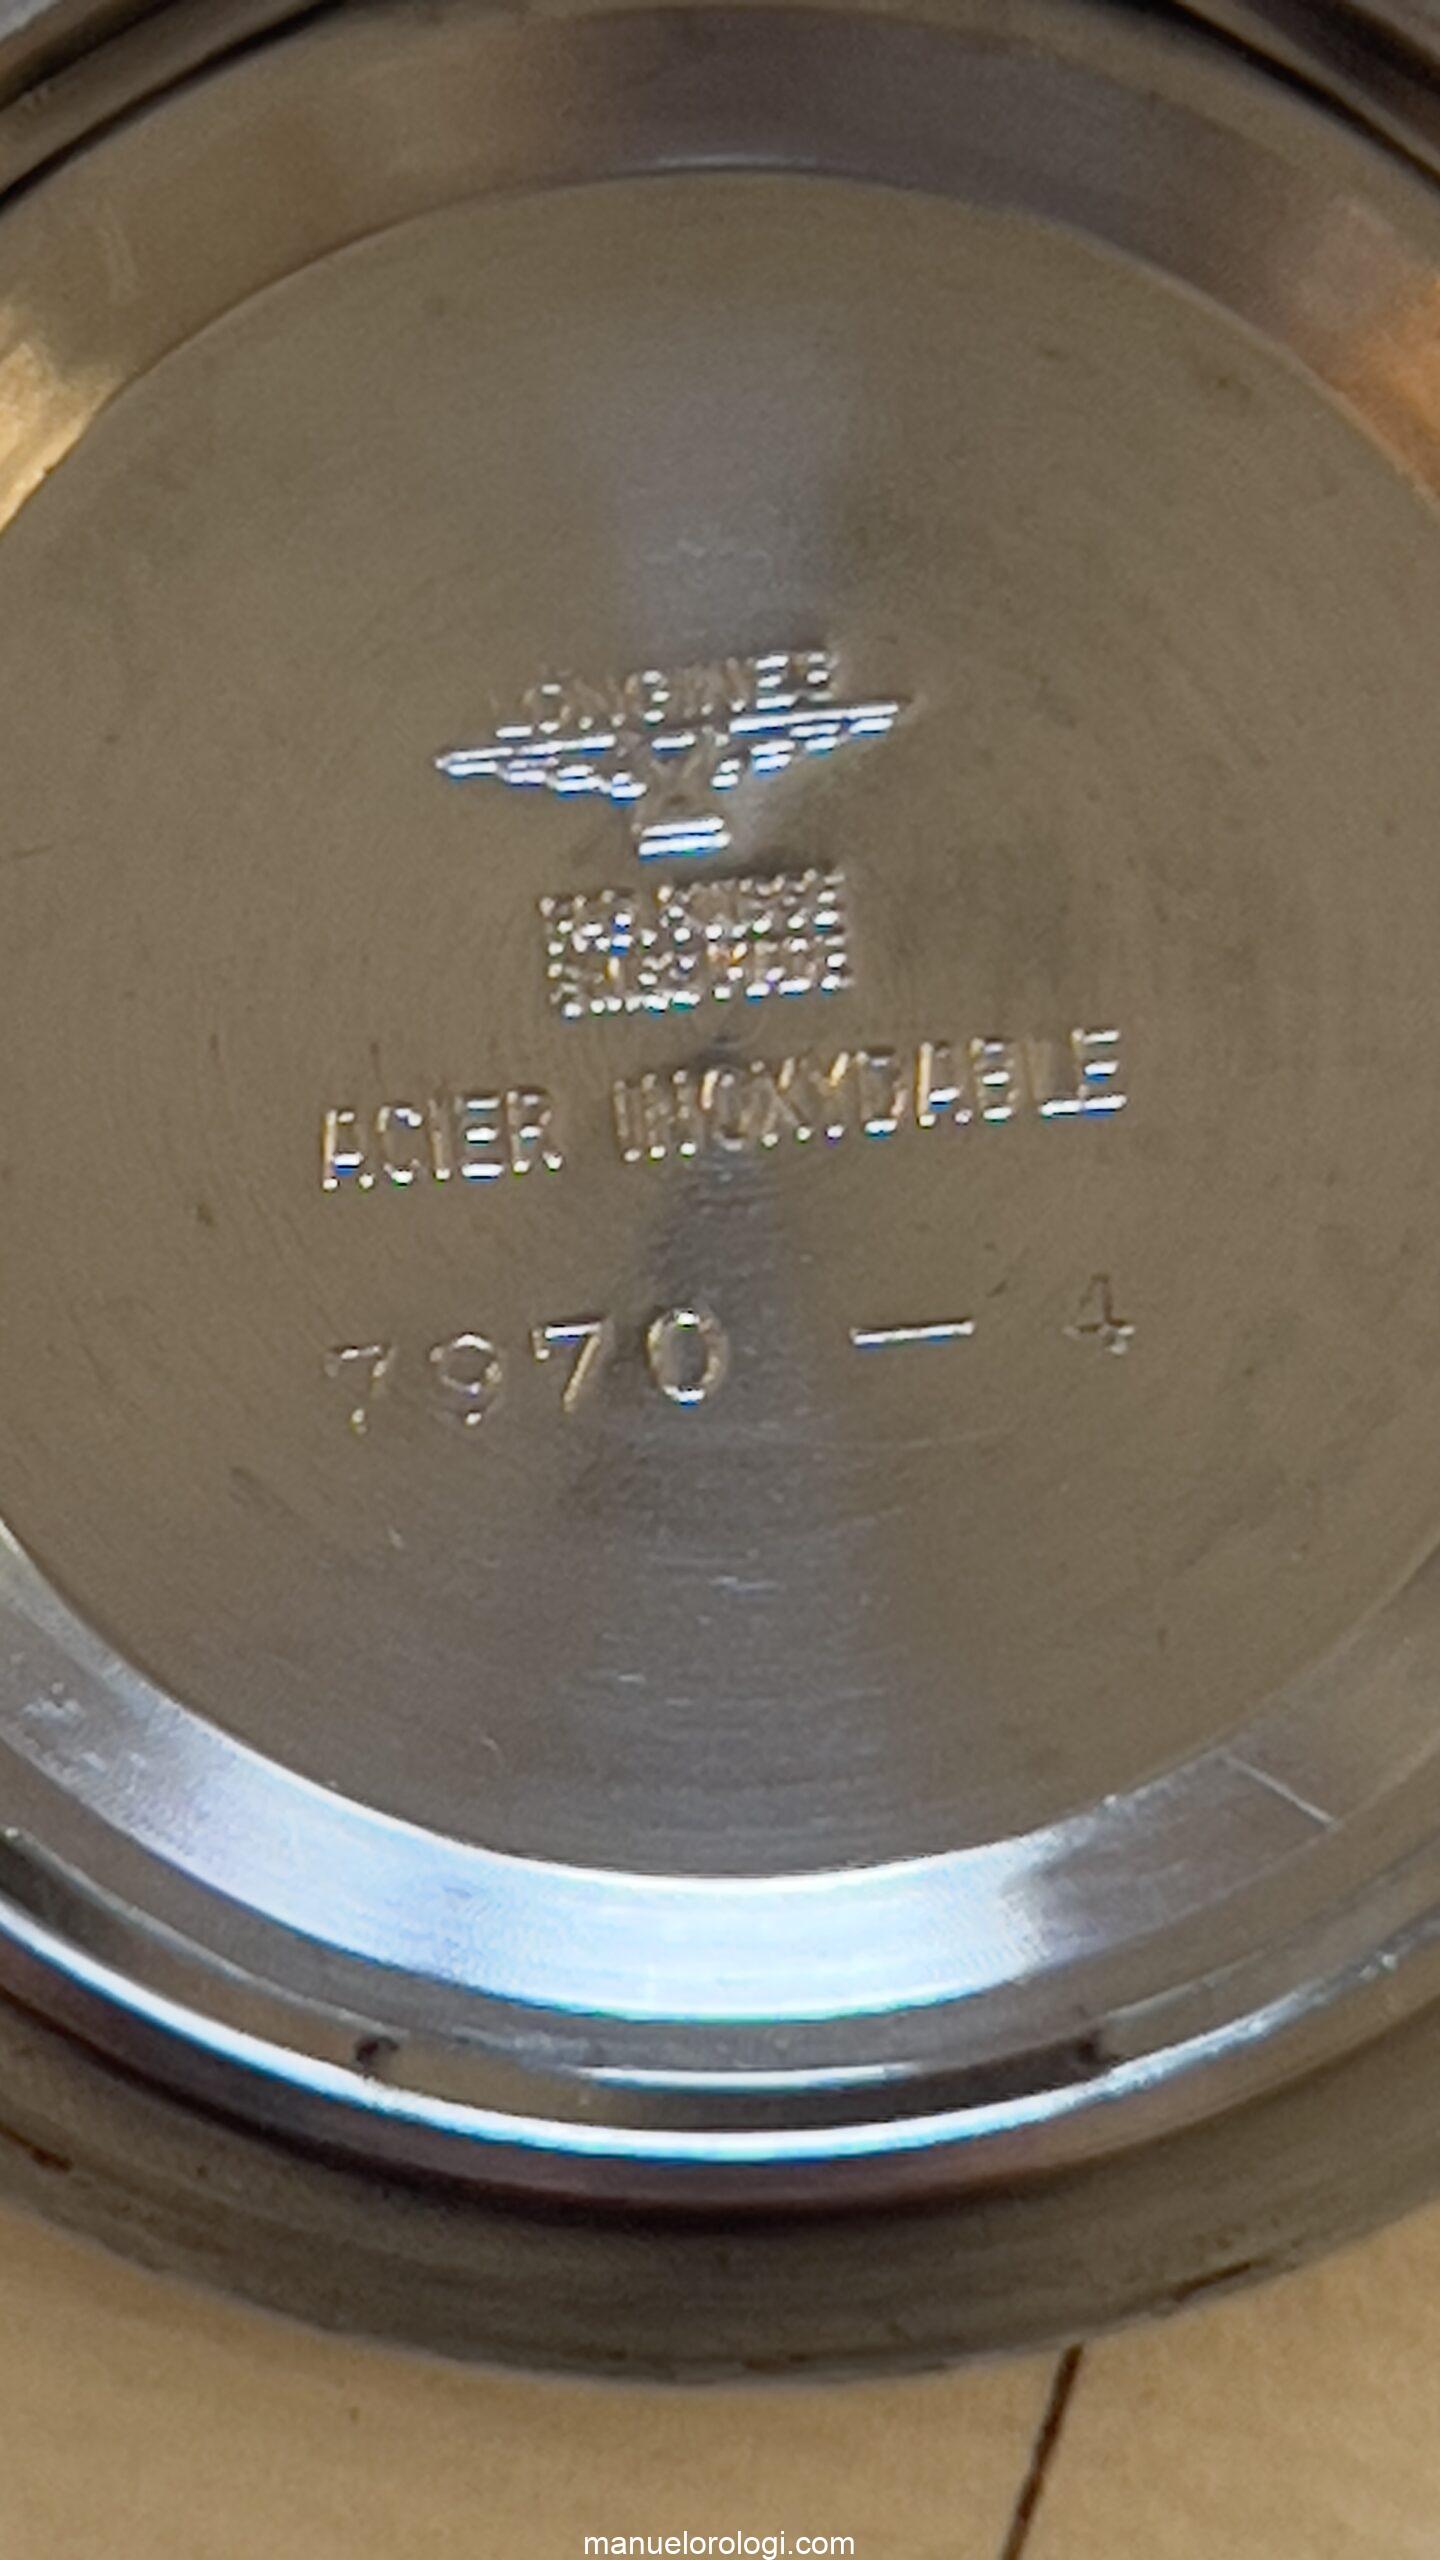 LONGINES
ACIER INOXYDABLE
7970 — 4
manuelorologi.com